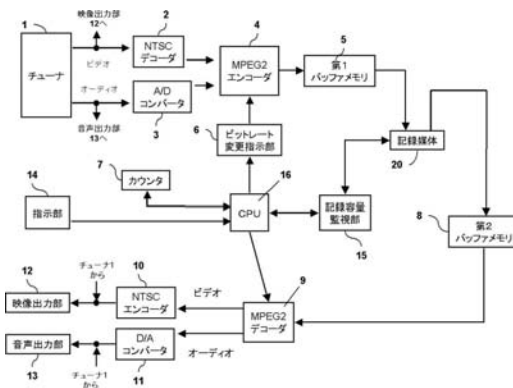 1
チューナ
映像出力部
12へ
ビデオ
オーディオ
音声出力部
13へ
2
NTSC
デコーダ
A/D
コンバータ
3
4
MPEG2
エンコーダ
5
第1
バッファメモリ
6
ビットレート
変更指示部
記録媒体
20
7
カウンタ
16
CPU
14
指示部
記録容量
監視部
15
8
第2
バッファメモリ
12
映像出力部
チューナ1
から
10
NTSC
エンコーダ
ビデオ
9
MPEG2
デコーダ
音声出力部
13
チューナ1
から
D/A
コンバータ
11
オーディオ